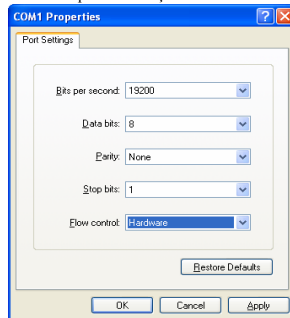 COM1 Properties
Port Settings
Bits per second: 19200
Data bits: 8
Parity: None
Stop bits: 1
Flow control: Hardware
Restore Defaults
OK Cancel Apply